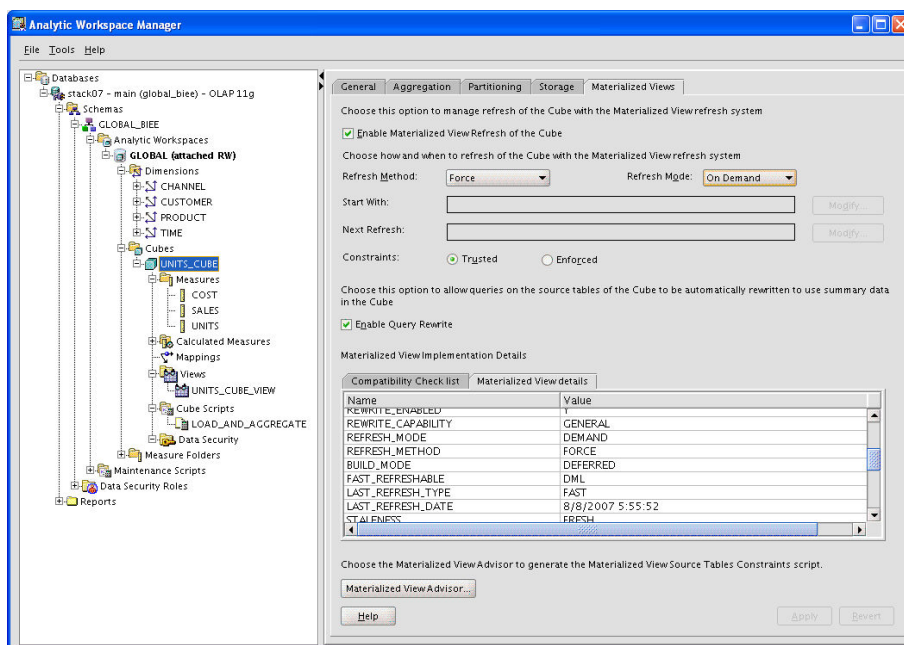 Analytic Workspace Manager
File Tools Help
Databases
stack07 - main (global_biee) - OLAP 11g
Schemas
GLOBAL_BIEE
Analytic Workspaces
GLOBAL (attached RW)
Dimensions
CHANNEL
CUSTOMER
PRODUCT
TIME
Cubes
UNITS_CUBE
Measures
COST
SALES
UNITS
Calculated Measures
Mappings
Views
UNITS_CUBE_VIEW
Cube Scripts
LOAD_AND_AGGREGATE
Data Security
Measure Folders
Maintenance Scripts
Data Security Roles
Reports
General Aggregation Partitioning Storage Materialized Views
Choose this option to manage refresh of the Cube with the Materialized View refresh system
Enable Materialized View Refresh of the Cube
Choose how and when to refresh of the Cube with the Materialized View refresh system
Refresh Method: Force Refresh Mode: On Demand
Start With: Modify...
Next Refresh: Modify...
Constraints: Trusted Enforced
Choose this option to allow queries on the source tables of the Cube to be automatically rewritten to use summary data
in the Cube
Enable Query Rewrite
Materialized View Implementation Details
Compatibility Check list Materialized View details
Name Value
REWRITE_ENABLED Y
REWRITE_CAPABILITY GENERAL
REFRESH_MODE DEMAND
REFRESH_METHOD FORCE
BUILD_MODE DEFERRED
FAST_REFRESHABLE DML
LAST_REFRESH_TYPE FAST
LAST_REFRESH_DATE 8/8/2007 5:55:52
STALENESS FRESH
Choose the Materialized View Advisor to generate the Materialized View Source Tables Constraints script.
Materialized View Advisor...
Help Apply Revert